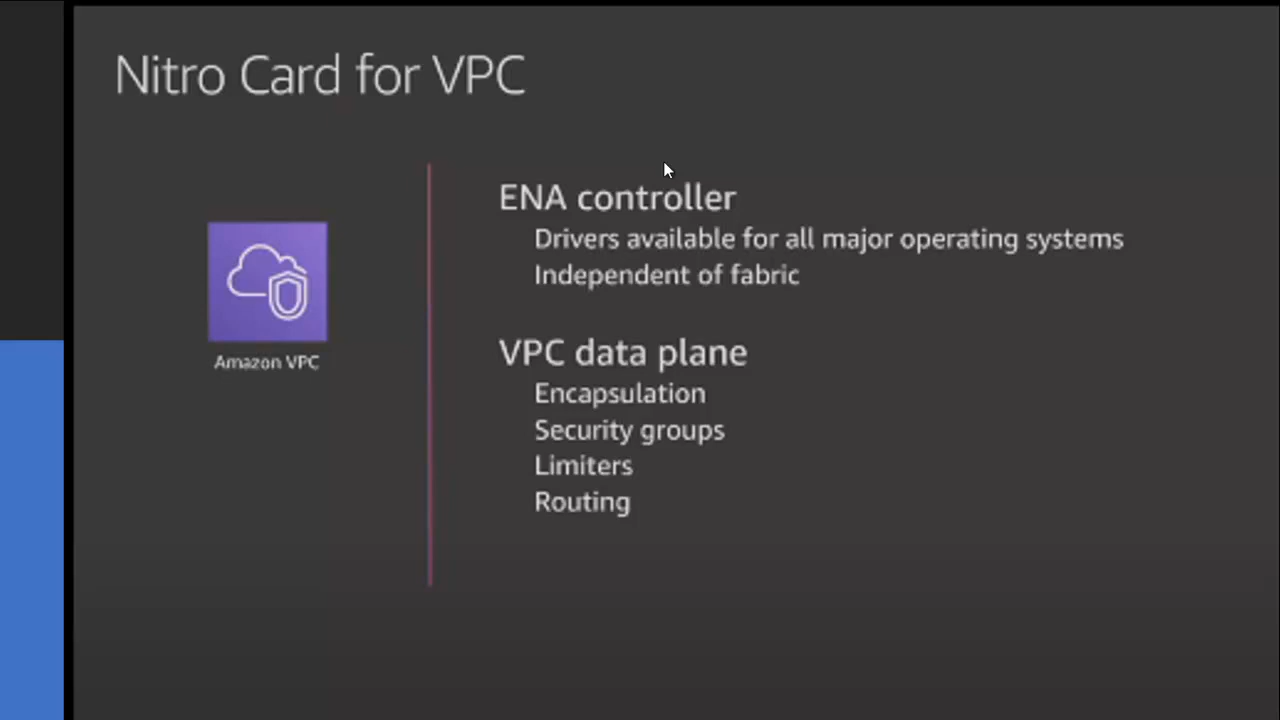 Nitro Card for VPC
Amazon VPC
ENA controller
Drivers available for all major operating systems
Independent of fabric
VPC data plane
Encapsulation
Security groups
Limiters
Routing